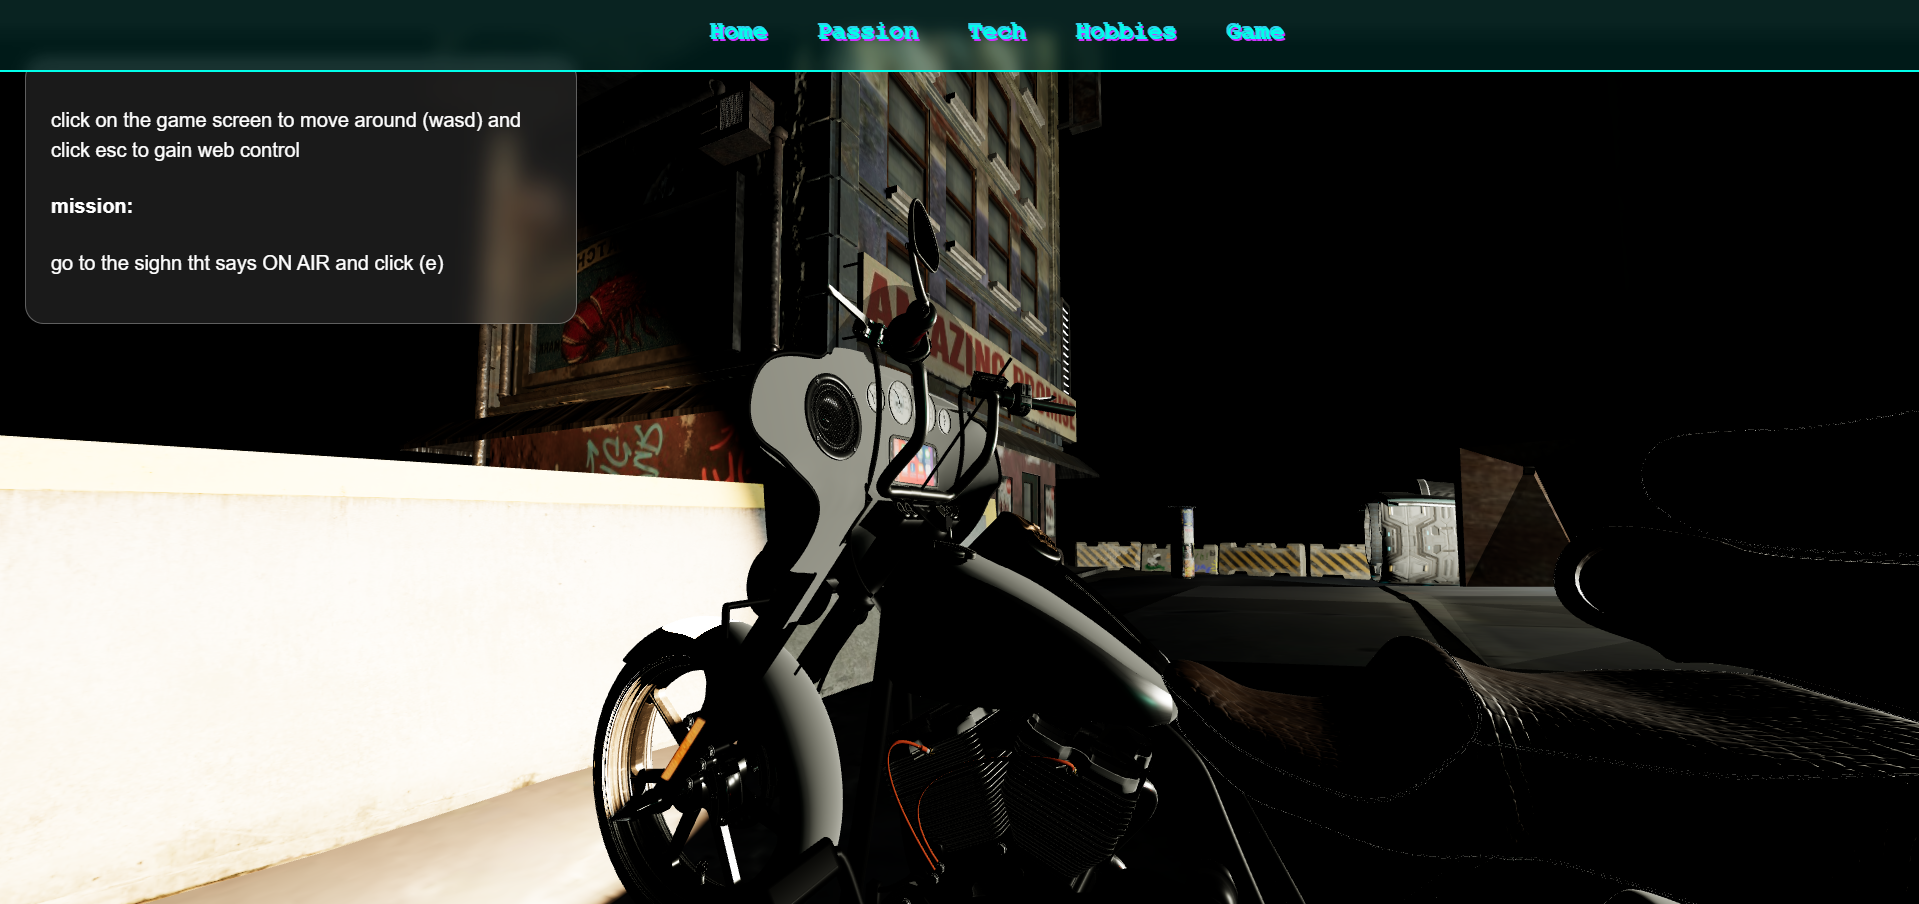 Home Passion Tech Hobbies Game
click on the game screen to move around (wasd) and
click esc to gain web control
mission:
go to the sighn tht says ON AIR and click (e)
AMAZING